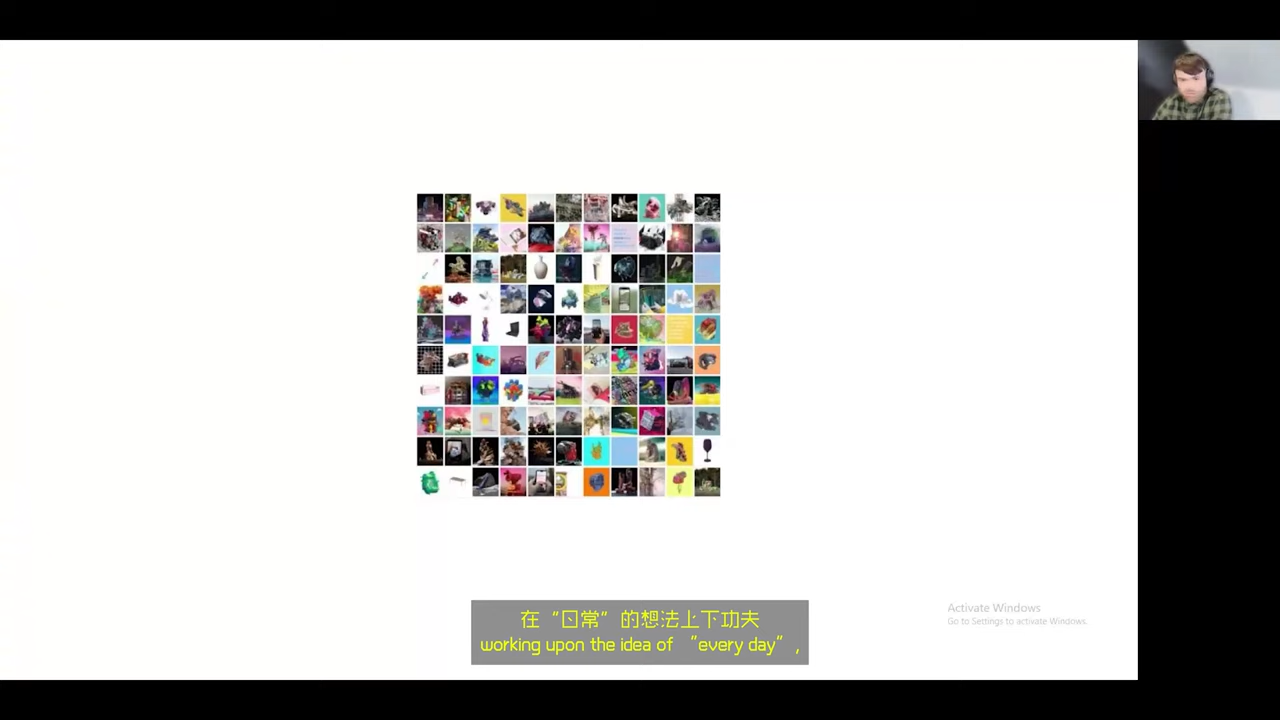 Activate Windows
Go to Settings to activate Windows.
在“日常”的想法上下功夫
working upon the idea of “every day”,